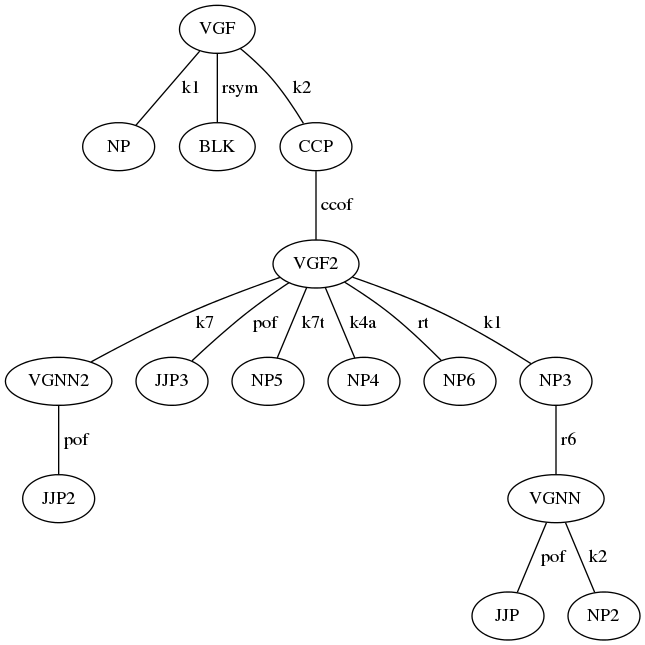 VGF
k1 rsym k2
NP BLK CCP
ccof
VGF2
k7 pof k7t k4a rt k1
VGNN2 JJP3 NP5 NP4 NP6 NP3
pof r6
JJP2 VGNN
pof k2
JJP NP2